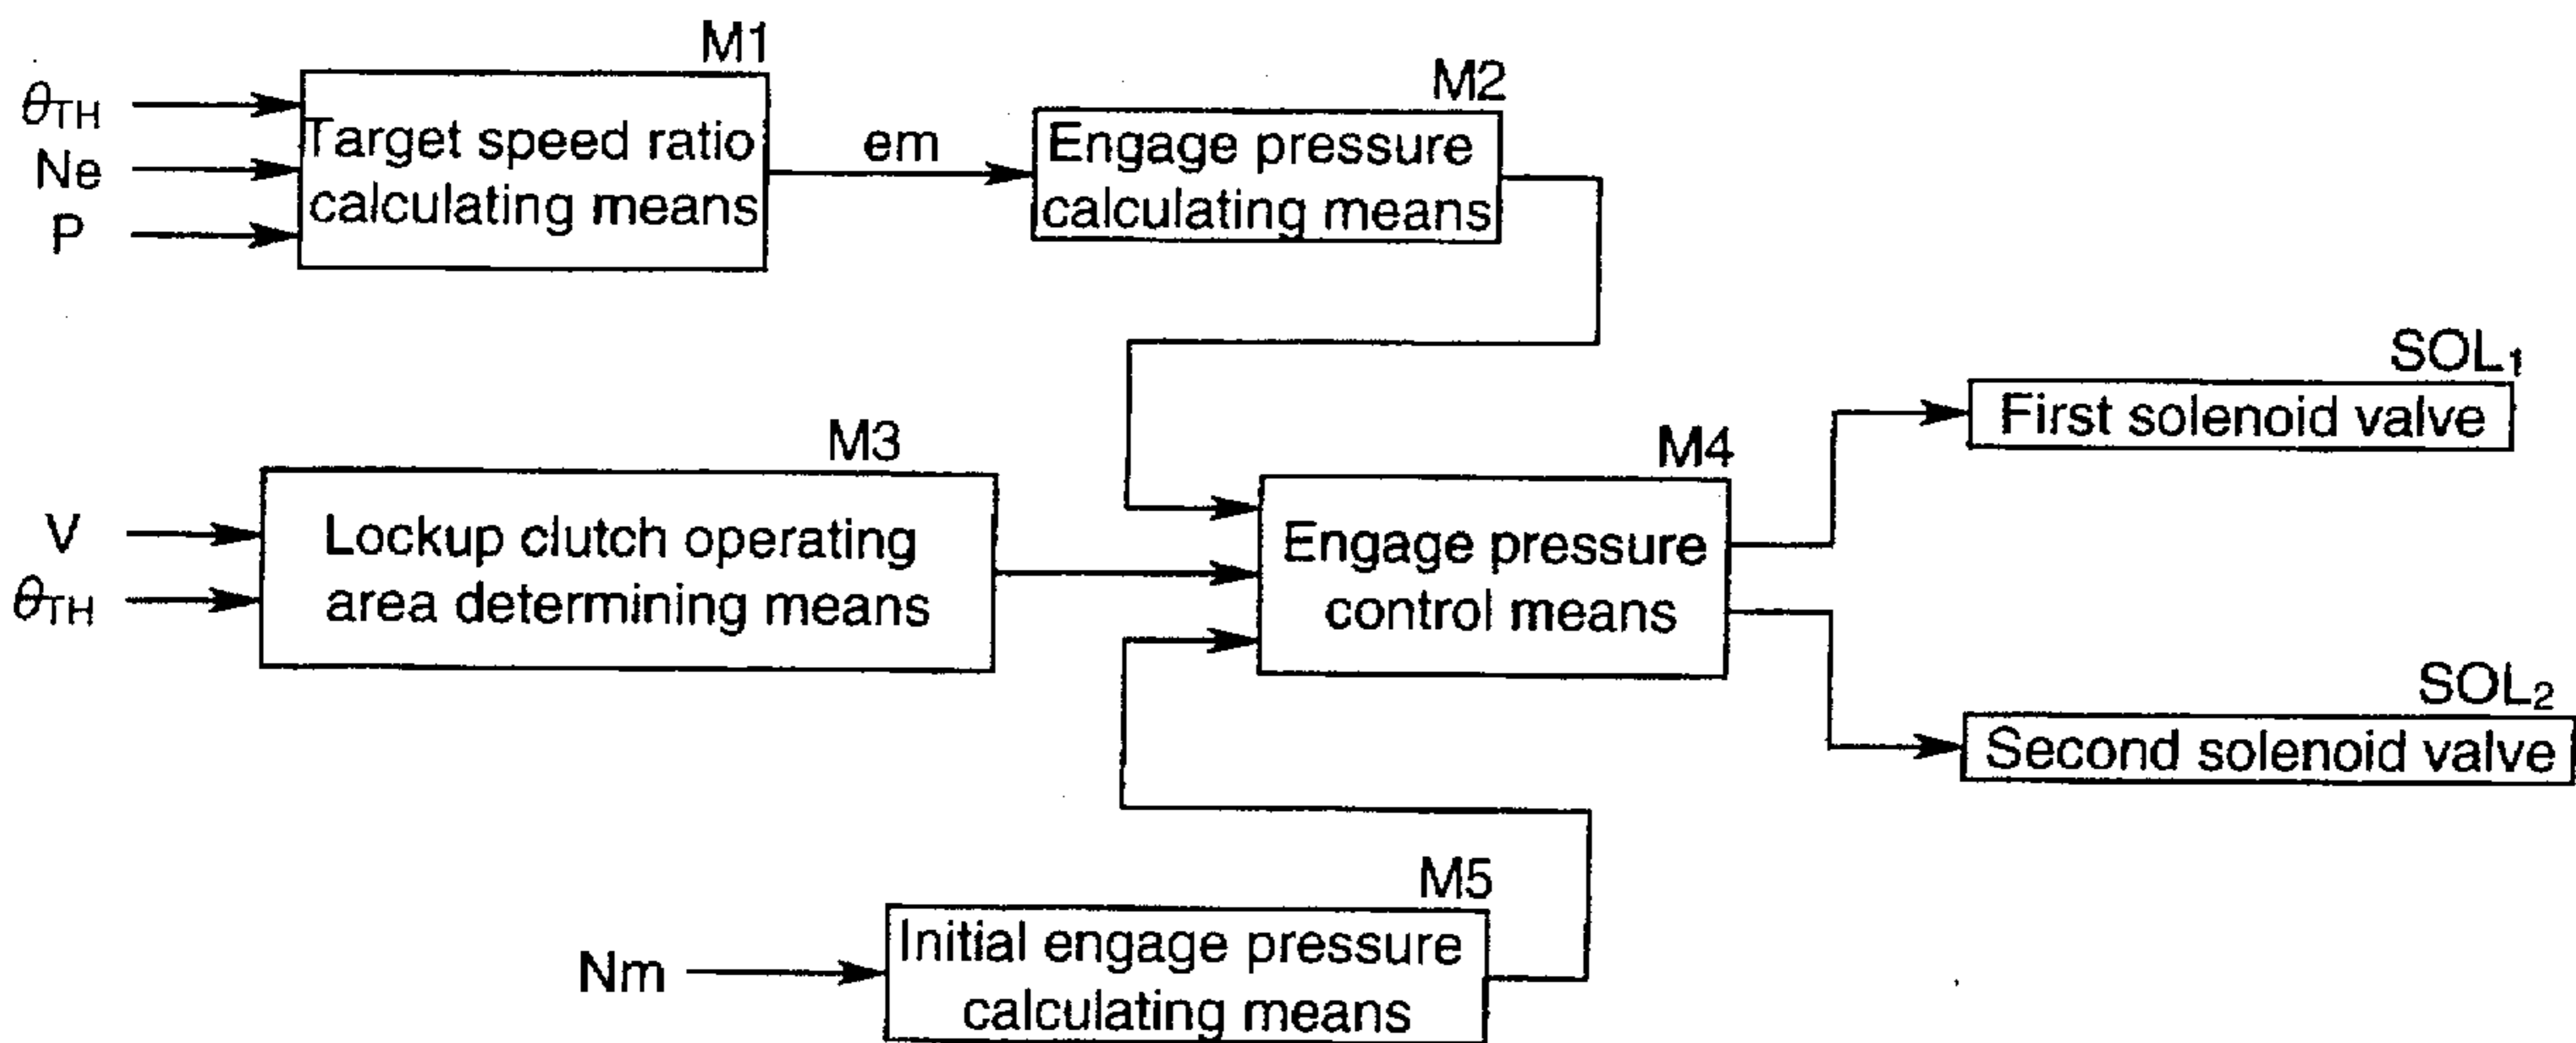 M1
θTH
Ne
P
Target speed ratio
calculating means
em
M2
Engage pressure
calculating means
M3
V
θTH
Lockup clutch operating
area determining means
M4
Engage pressure
control means
SOL1
First solenoid valve
SOL2
Second solenoid valve
M5
Nm
Initial engage pressure
calculating means